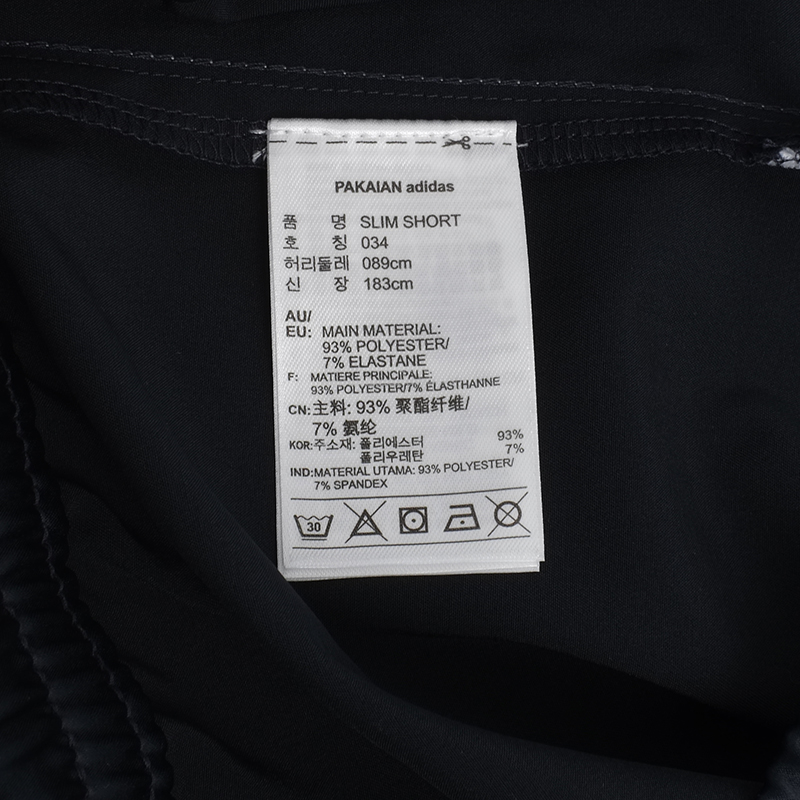 PAKAIAN adidas
품 명 SLIM SHORT
호 칭 034
허리둘레 089cm
신 장 183cm
AU/
EU: MAIN MATERIAL:
93% POLYESTER/
7% ELASTANE
F: MATIERE PRINCIPALE:
93% POLYESTER/7% ÉLASTHANNE
CN:主料: 93% 聚酯纤维/
7% 氨纶
KOR:주소재: 폴리에스터 93%
폴리우레탄 7%
IND:MATERIAL UTAMA: 93% POLYESTER/
7% SPANDEX
30